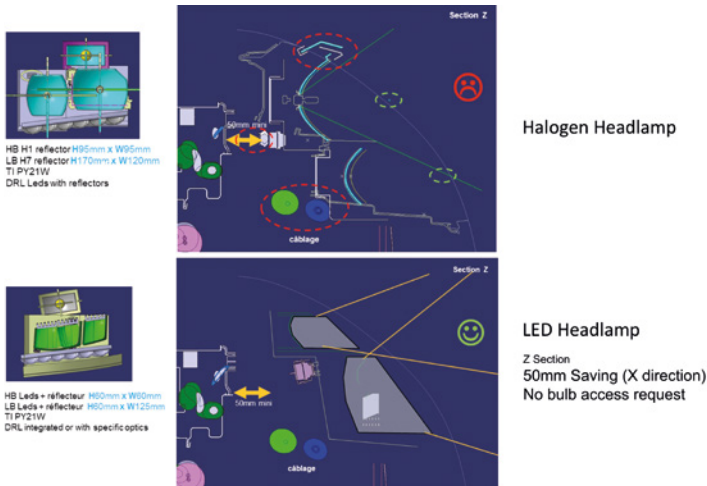 Section Z
50mm mini
câblage
HB H1 reflector H95mm x W95mm
LB H7 reflector H170mm x W120mm
TI PY21W
DRL Leds with reflectors
Halogen Headlamp
Section Z
50mm mini
câblage
HB Leds + réflecteur H60mm x W60mm
LB Leds + réflecteur H60mm x W125mm
TI PY21W
DRL integrated or with specific optics
LED Headlamp
Z Section
50mm Saving (X direction)
No bulb access request